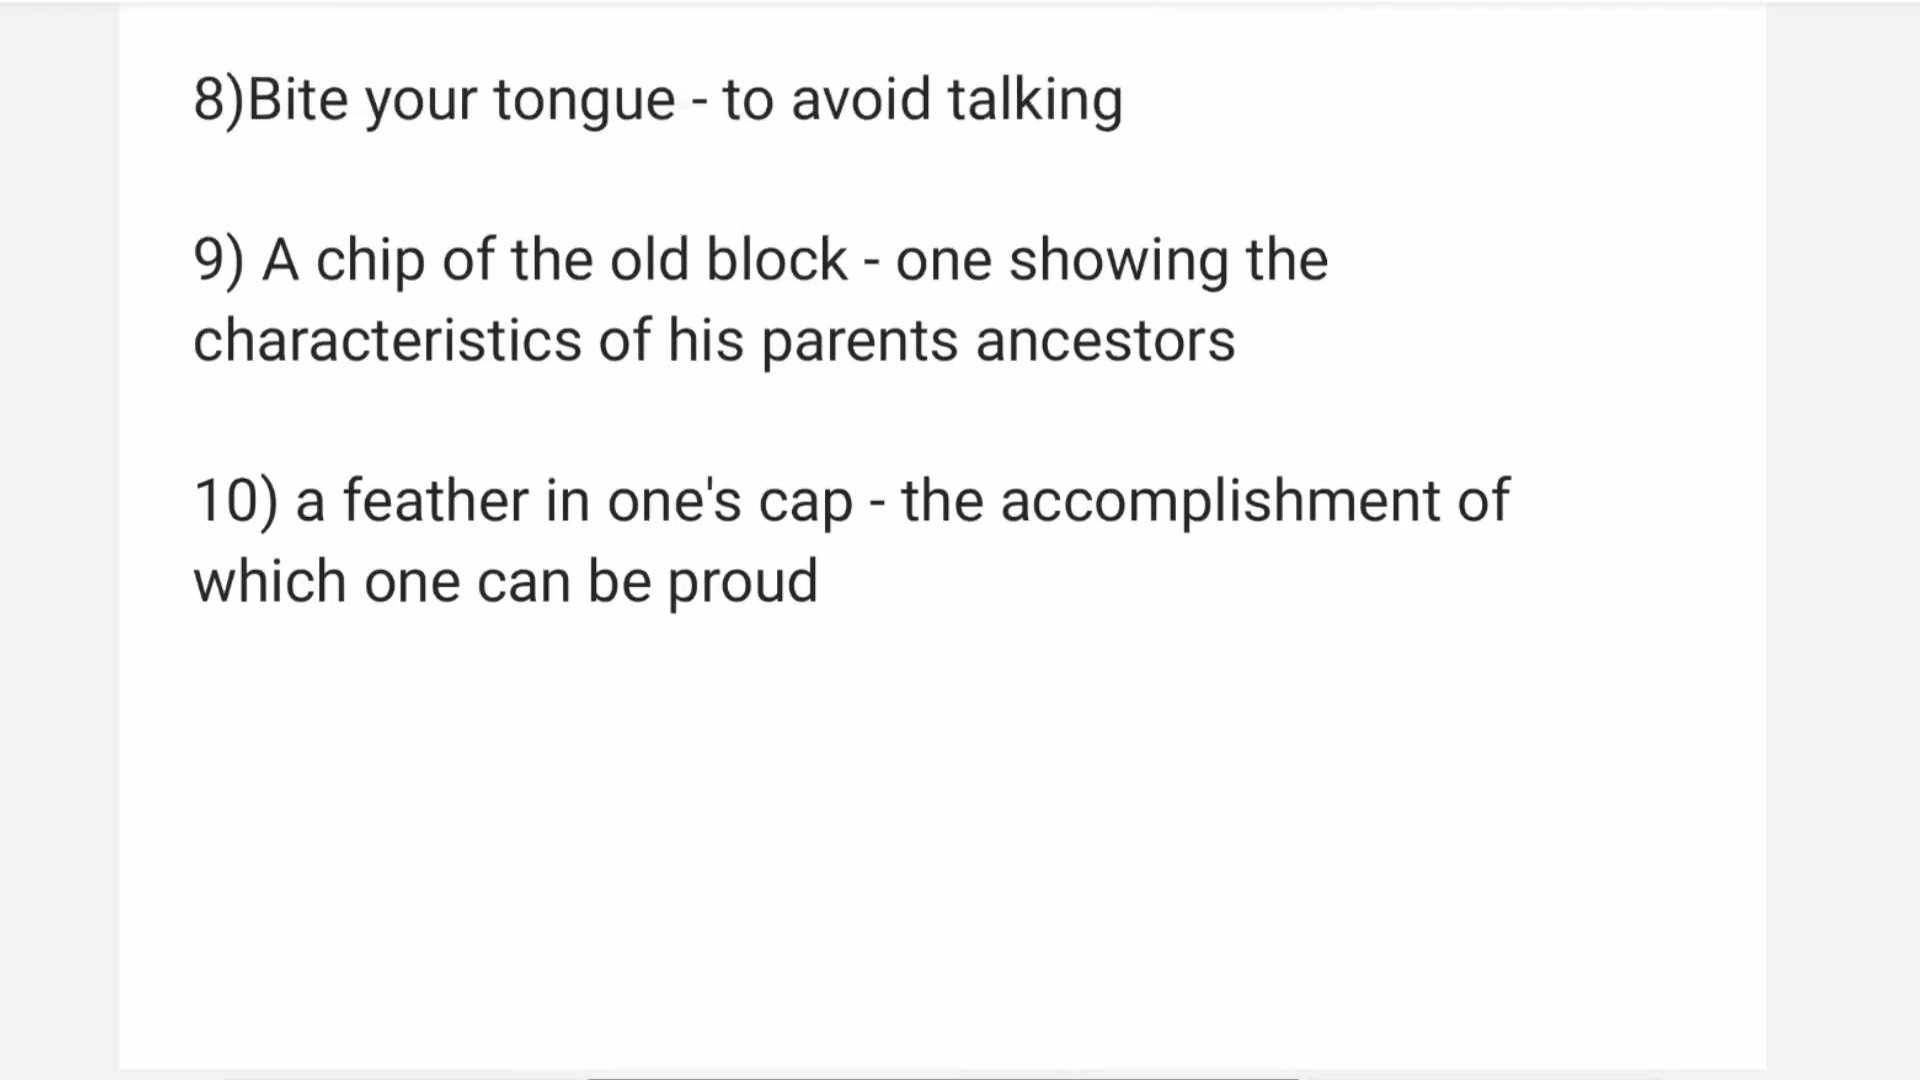 8)Bite your tongue - to avoid talking
9) A chip of the old block - one showing the
characteristics of his parents ancestors
10) a feather in one's cap - the accomplishment of
which one can be proud